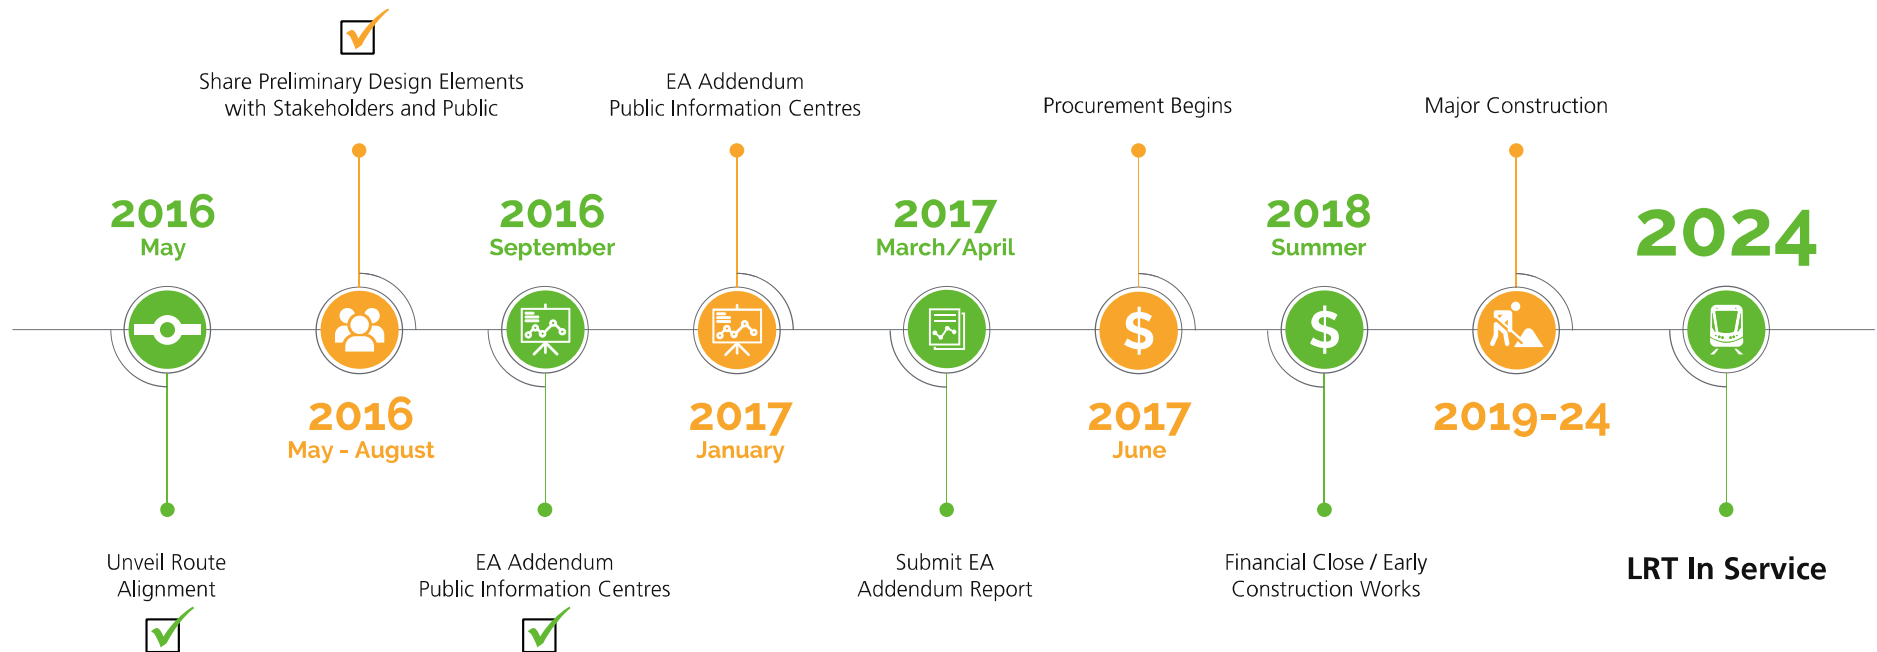 Share Preliminary Design Elements
with Stakeholders and Public
EA Addendum
Public Information Centres
Procurement Begins
Major Construction
2016
May
2016
September
2017
March/April
2018
Summer
2024
$
$
2016
May - August
2017
January
2017
June
2019-24
Unveil Route
Alignment
EA Addendum
Public Information Centres
Submit EA
Addendum Report
Financial Close / Early
Construction Works
LRT In Service